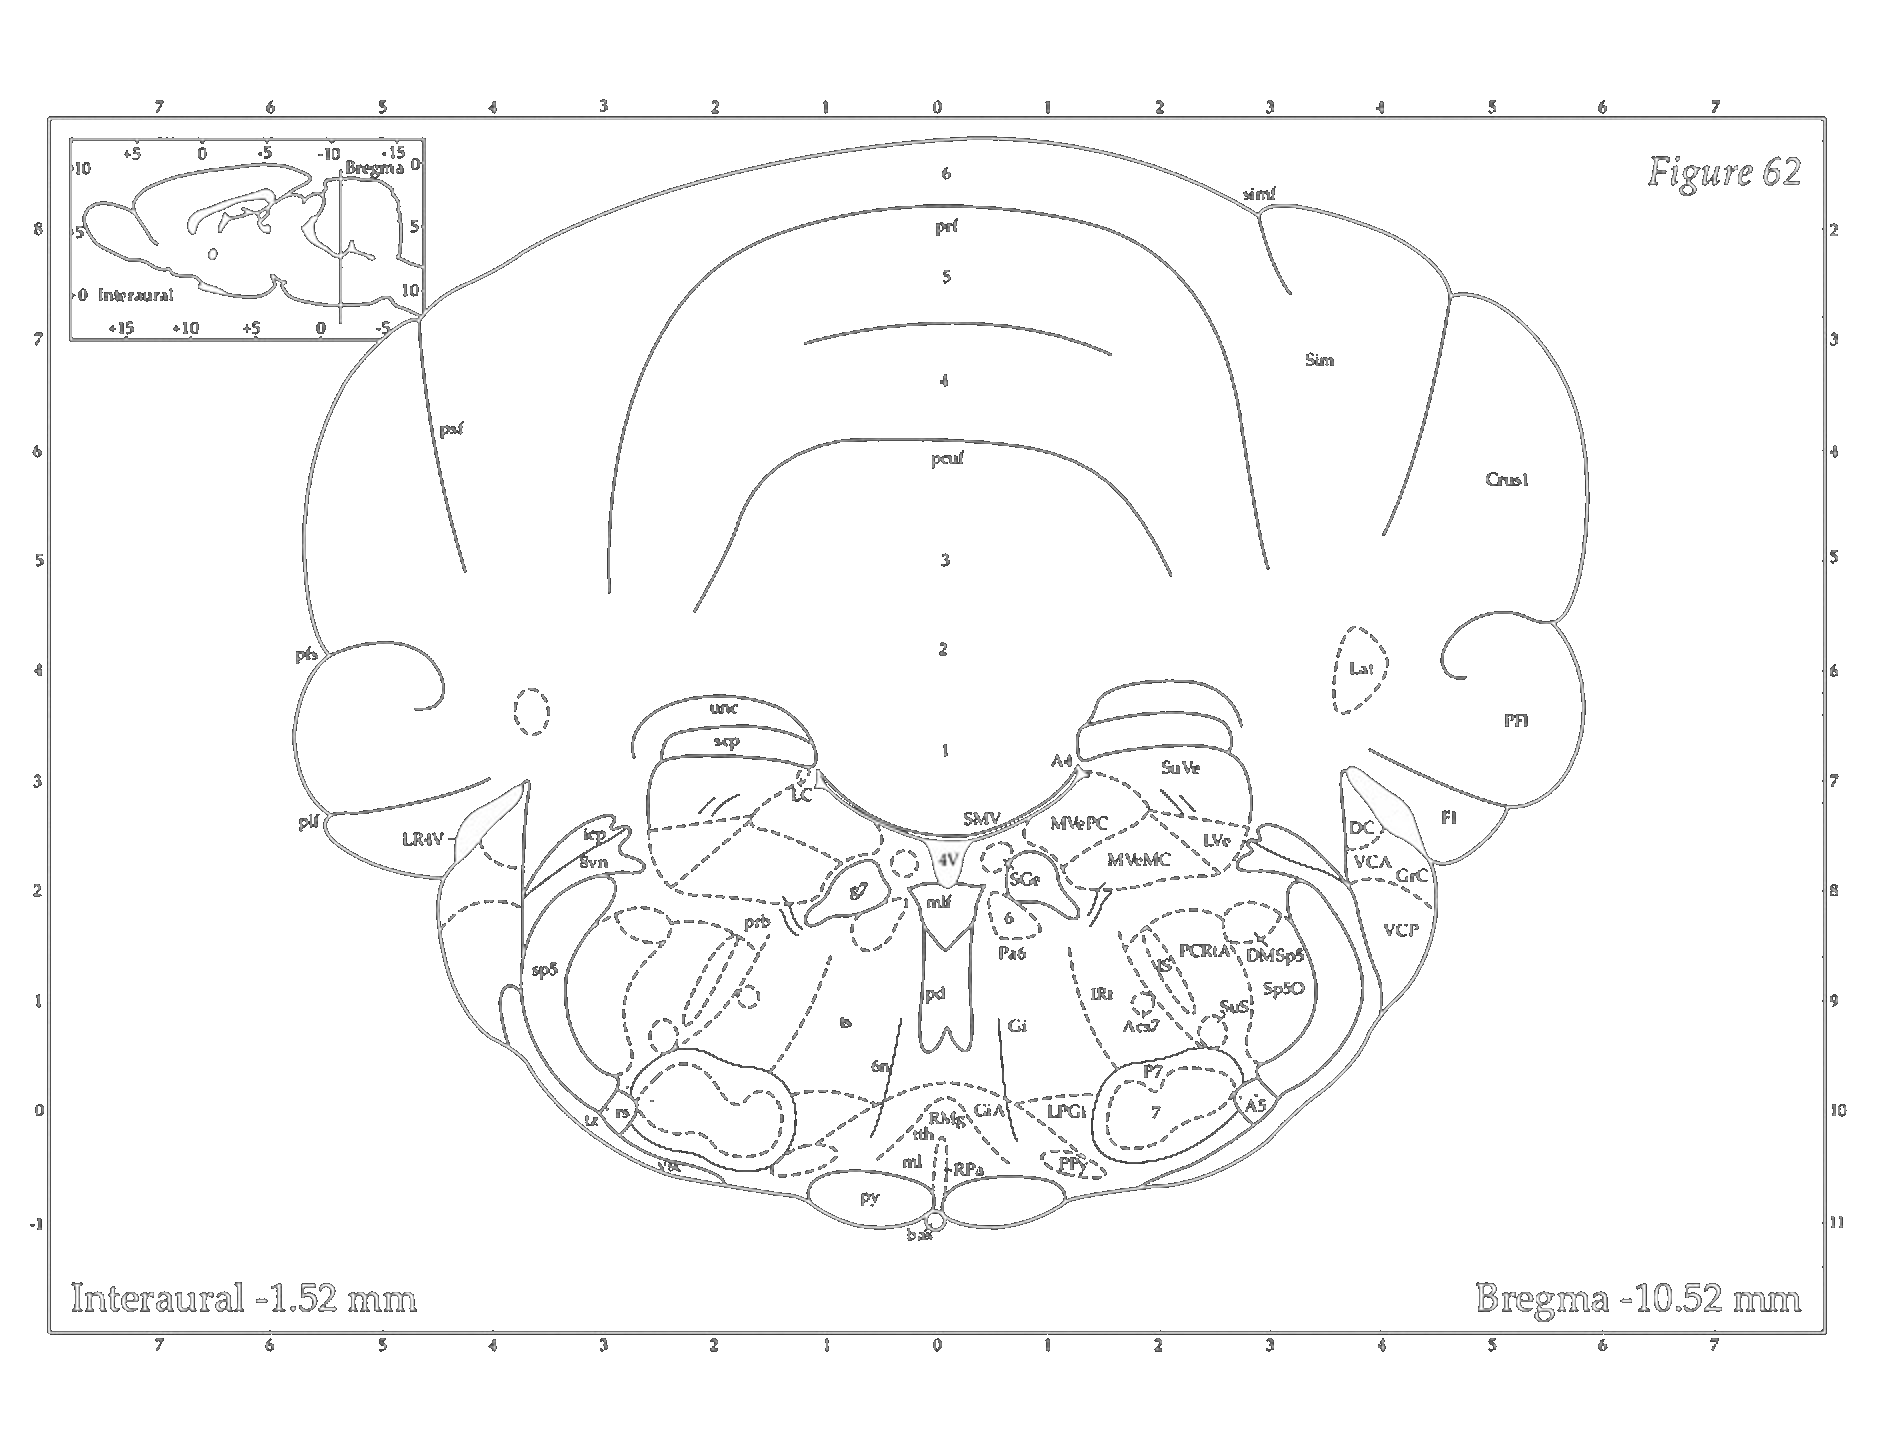 7 6 5 4 3 2 1 0 1 2 3 4 5 6 7
+5 0 -5 -10 -15
10 Bregma 0
5 5
0 Interaural 10
+15 +10 +5 0 -5
Figure 62
6
simf
8 prf 2
5
7 3
Sim
4
psf
6 pcuf 4
Crus1
5 3 5
2
pfs
4 Lat 6
unc PFl
scp 1
A4 SuVe
3 7
LC
plf SMV MVePC Fl
LR4V icp LVe DC
8vn 4V MVeMC VCA
g7 SGe GrC
2 mlf 8
prb 6 VCP
Pa6 PCRtA DMSp5
sp5 IS
pd IRt Sp5O
1 SuS 9
ts Gi Acs7
6n P7
0 rs GiA LPGi 7 A5 10
tz RMg
tth
ml RPa PPy
py
-1 11
bas
Interaural -1.52 mm
Bregma -10.52 mm
7 6 5 4 3 2 1 0 1 2 3 4 5 6 7